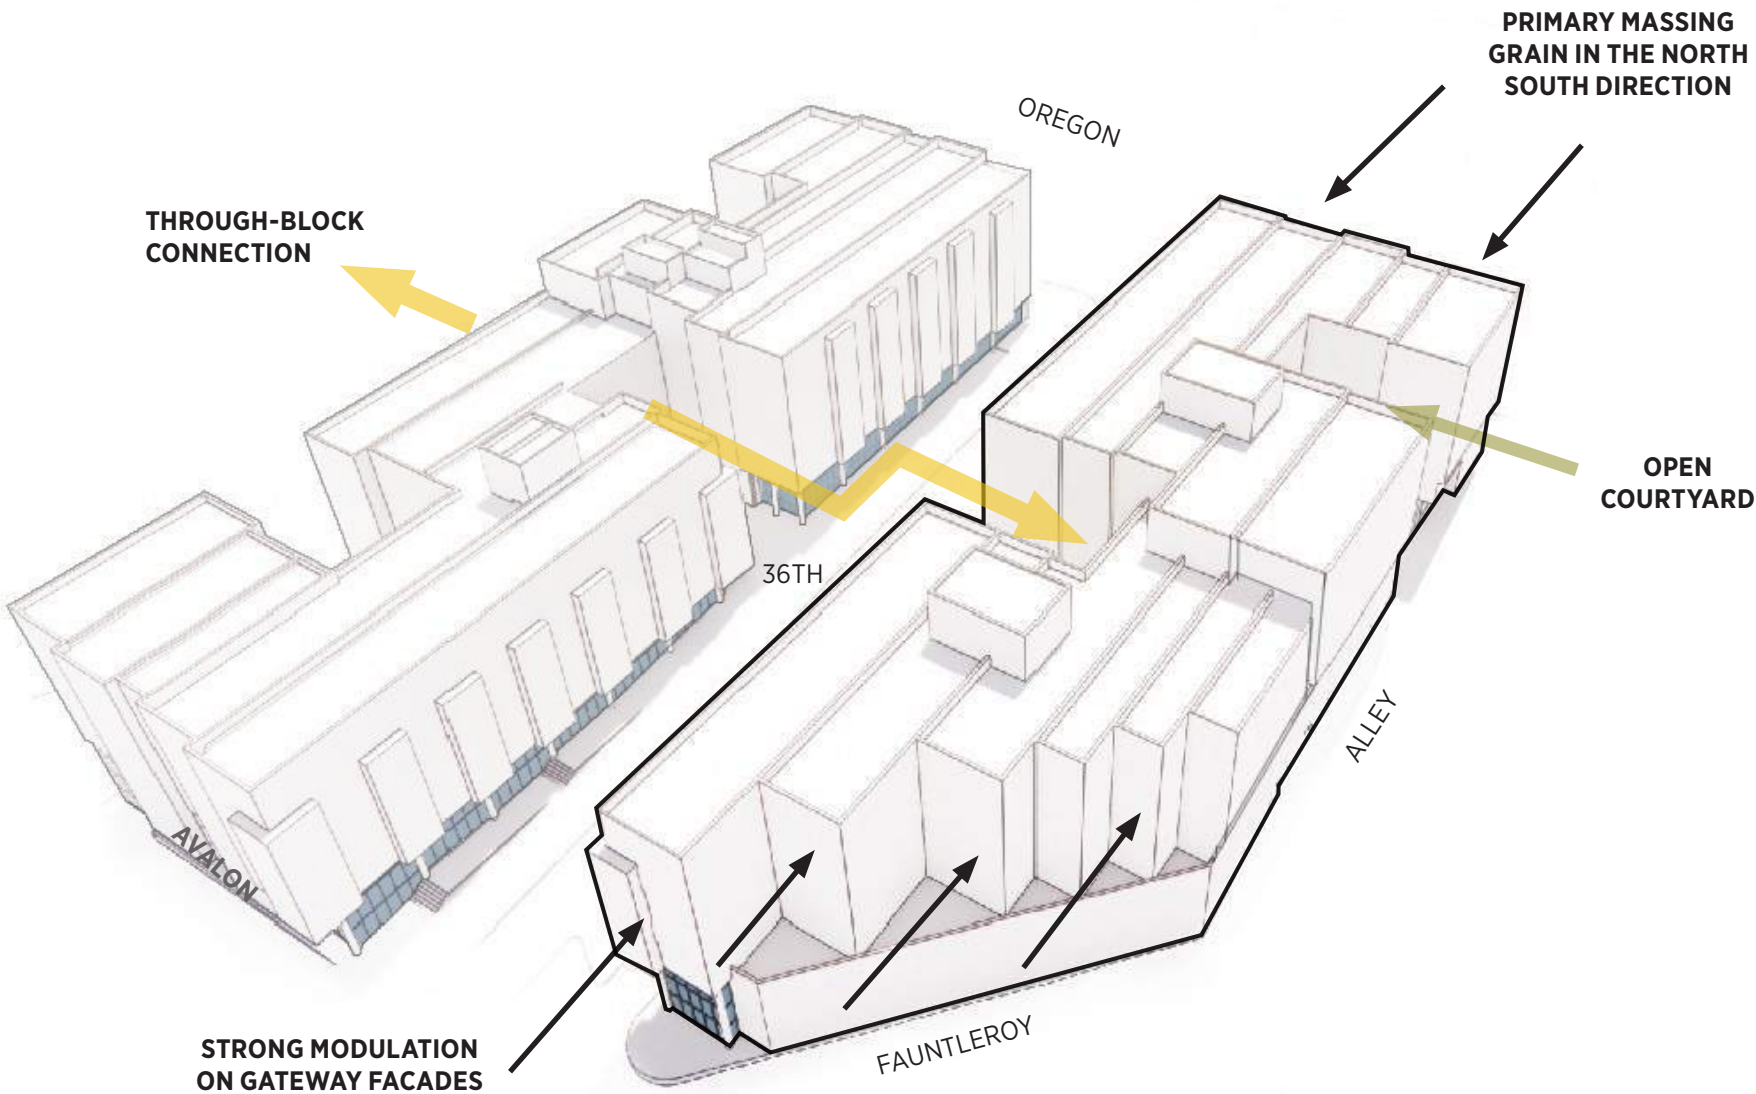 PRIMARY MASSING
GRAIN IN THE NORTH
SOUTH DIRECTION
OREGON
THROUGH-BLOCK
CONNECTION
OPEN
COURTYARD
36TH
ALLEY
AVALON
FAUNTLEROY
STRONG MODULATION
ON GATEWAY FACADES